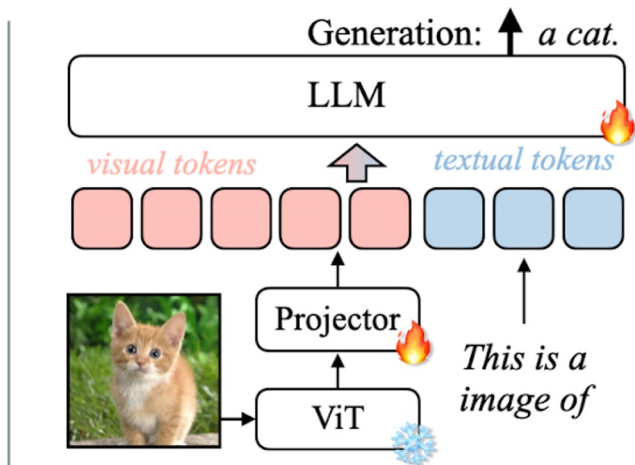 Generation: a cat.
LLM
visual tokens
textual tokens
Projector
This is a
image of
ViT